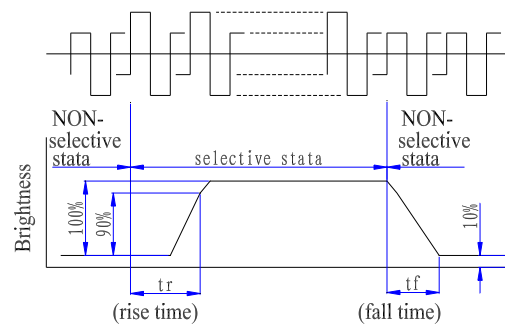 NON-
selective
stata
selective stata
NON-
selective
stata
Brightness
100%
90%
10%
tr
(rise time)
tf
(fall time)